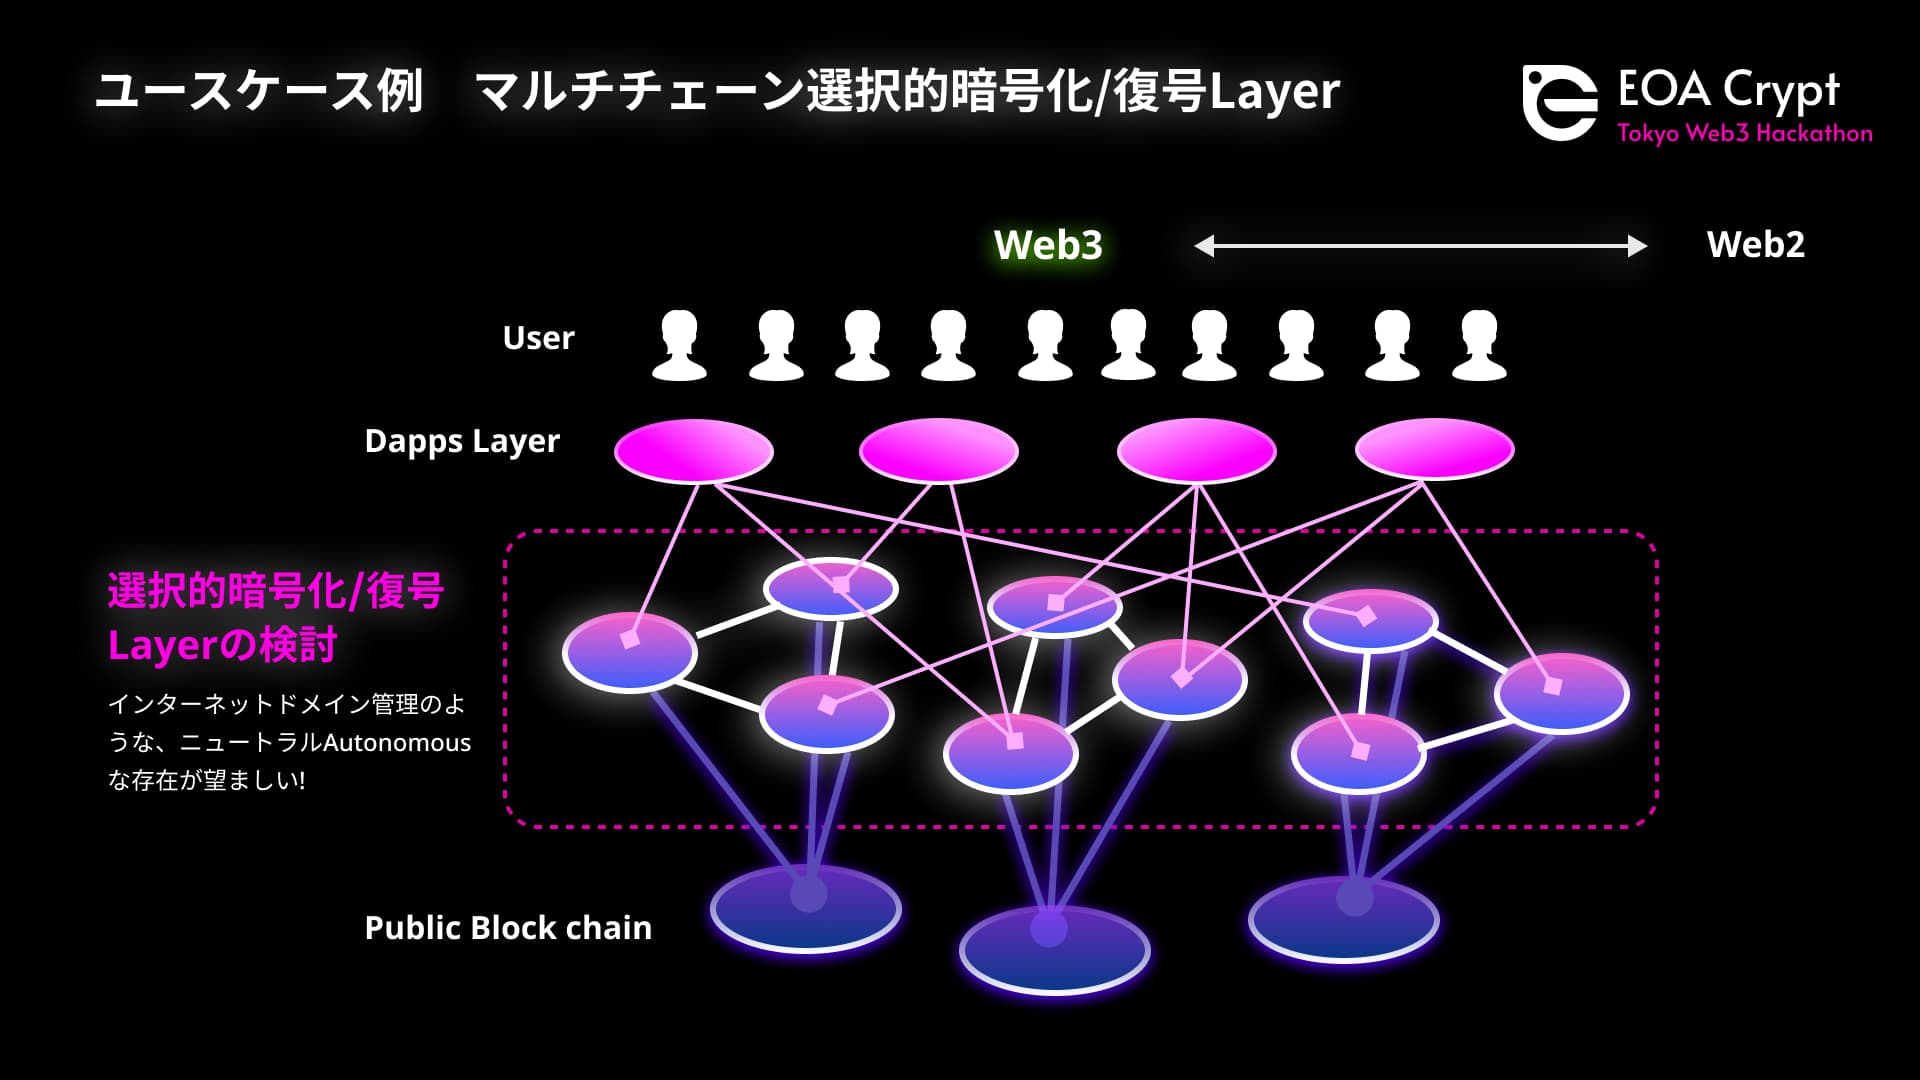 ユースケース例　マルチチェーン選択的暗号化/復号Layer
EOA Crypt
Tokyo Web3 Hackathon
Web3
Web2
User
Dapps Layer
選択的暗号化/復号
Layerの検討
インターネットドメイン管理のよ
うな、ニュートラルAutonomous
な存在が望ましい!
Public Block chain